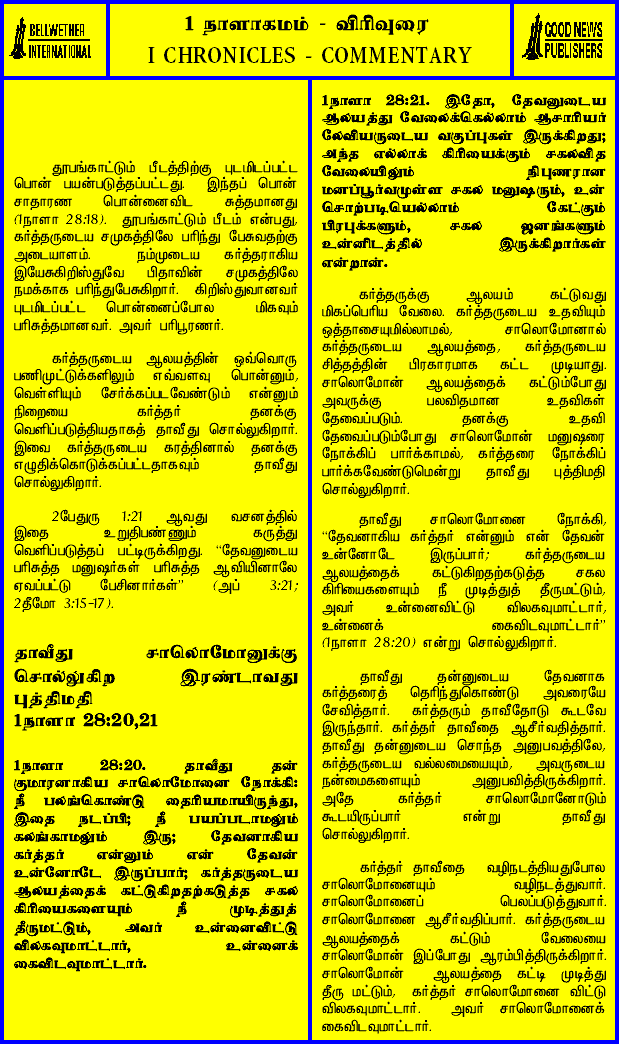 BELLWETHER
INTERNATIONAL
1 நாளாகமம் - விரிவுரை
I CHRONICLES - COMMENTARY
GOOD NEWS
PUBLISHERS
தூபங்காட்டும் பீடத்திற்கு புடமிடப்பட்ட
பொன் பயன்படுத்தப்பட்டது. இந்தப் பொன்
சாதாரண பொன்னைவிட சுத்தமானது
(1நாளா 28:18). தூபங்காட்டும் பீடம் என்பது,
கர்த்தருடைய சமுகத்திலே பரிந்து பேசுவதற்கு
அடையாளம். நம்முடைய கர்த்தராகிய
இயேசுகிறிஸ்துவே பிதாவின் சமுகத்திலே
நமக்காக பரிந்துபேசுகிறார். கிறிஸ்துவானவர்
புடமிடப்பட்ட பொன்னைப்போல மிகவும்
பரிசுத்தமானவர். அவர் பரிபூரணர்.
கர்த்தருடைய ஆலயத்தின் ஒவ்வொரு
பணிமுட்டுக்களிலும் எவ்வளவு பொன்னும்,
வெள்ளியும் சேர்க்கப்படவேண்டும் என்னும்
நிறையை கர்த்தர் தனக்கு
வெளிப்படுத்தியதாகத் தாவீது சொல்லுகிறார்.
இவை கர்த்தருடைய கரத்தினால் தனக்கு
எழுதிக்கொடுக்கப்பட்டதாகவும் தாவீது
சொல்லுகிறார்.
2பேதுரு 1:21 ஆவது வசனத்தில்
இதை உறுதிபண்ணும் கருத்து
வெளிப்படுத்தப் பட்டிருக்கிறது. "தேவனுடைய
பரிசுத்த மனுஷர்கள் பரிசுத்த ஆவியினாலே
ஏவப்பட்டு பேசினார்கள்" (அப் 3:21;
2தீமோ 3:15-17).
தாவீது சாலொமோனுக்கு
சொல்லுகிற இரண்டாவது
புத்திமதி
1நாளா 28:20,21
1நாளா 28:20. தாவீது தன்
குமாரனாகிய சாலொமோனை நோக்கி:
நீ பலங்கொண்டு தைரியமாயிருந்து,
இதை நடப்பி; நீ பயப்படாமலும்
கலங்காமலும் இரு; தேவனாகிய
கர்த்தர் என்னும் என் தேவன்
உன்னோடே இருப்பார்; கர்த்தருடைய
ஆலயத்தைக் கட்டுகிறதற்கடுத்த சகல
கிரியைகளையும் நீ முடித்துத்
தீருமட்டும், அவர் உன்னைவிட்டு
விலகவுமாட்டார், உன்னைக்
கைவிடவுமாட்டார்.
1நாளா 28:21. இதோ, தேவனுடைய
ஆலயத்து வேலைக்கெல்லாம் ஆசாரியர்
லேவியருடைய வகுப்புகள் இருக்கிறது;
அந்த எல்லாக் கிரியைக்கும் சகலவித
வேலையிலும் நிபுணரான
மனப்பூர்வமுள்ள சகல மனுஷரும், உன்
சொற்படியெல்லாம் கேட்கும்
பிரபுக்களும், சகல ஜனங்களும்
உன்னிடத்தில் இருக்கிறார்கள்
என்றான்.
கர்த்தருக்கு ஆலயம் கட்டுவது
மிகப்பெரிய வேலை. கர்த்தருடைய உதவியும்
ஒத்தாசையுமில்லாமல், சாலொமோனால்
கர்த்தருடைய ஆலயத்தை, கர்த்தருடைய
சித்தத்தின் பிரகாரமாக கட்ட முடியாது.
சாலொமோன் ஆலயத்தைக் கட்டும்போது
அவருக்கு பலவிதமான உதவிகள்
தேவைப்படும். தனக்கு உதவி
தேவைப்படும்போது சாலொமோன் மனுஷரை
நோக்கிப் பார்க்காமல், கர்த்தரை நோக்கிப்
பார்க்கவேண்டுமென்று தாவீது புத்திமதி
சொல்லுகிறார்.
தாவீது சாலொமோனை நோக்கி,
"தேவனாகிய கர்த்தர் என்னும் என் தேவன்
உன்னோடே இருப்பார்; கர்த்தருடைய
ஆலயத்தைக் கட்டுகிறதற்கடுத்த சகல
கிரியைகளையும் நீ முடித்துத் தீருமட்டும்,
அவர் உன்னைவிட்டு விலகவுமாட்டார்,
உன்னைக் கைவிடவுமாட்டார்"
(1நாளா 28:20) என்று சொல்லுகிறார்.
தாவீது தன்னுடைய தேவனாக
கர்த்தரைத் தெரிந்துகொண்டு அவரையே
சேவித்தார். கர்த்தரும் தாவீதோடு கூடவே
இருந்தார். கர்த்தர் தாவீதை ஆசீர்வதித்தார்.
தாவீது தன்னுடைய சொந்த அனுபவத்திலே,
கர்த்தருடைய வல்லமையையும், அவருடைய
நன்மைகளையும் அனுபவித்திருக்கிறார்.
அதே கர்த்தர் சாலொமோனோடும்
கூடயிருப்பார் என்று தாவீது
சொல்லுகிறார்.
கர்த்தர் தாவீதை வழிநடத்தியதுபோல
சாலொமோனையும் வழிநடத்துவார்.
சாலொமோனைப் பெலப்படுத்துவார்.
சாலொமோனை ஆசீர்வதிப்பார். கர்த்தருடைய
ஆலயத்தைக் கட்டும் வேலையை
சாலொமோன் இப்போது ஆரம்பித்திருக்கிறார்.
சாலொமோன் ஆலயத்தை கட்டி முடித்து
தீரு மட்டும், கர்த்தர் சாலொமோனை விட்டு
விலகவுமாட்டார். அவர் சாலொமோனைக்
கைவிடவுமாட்டார்.